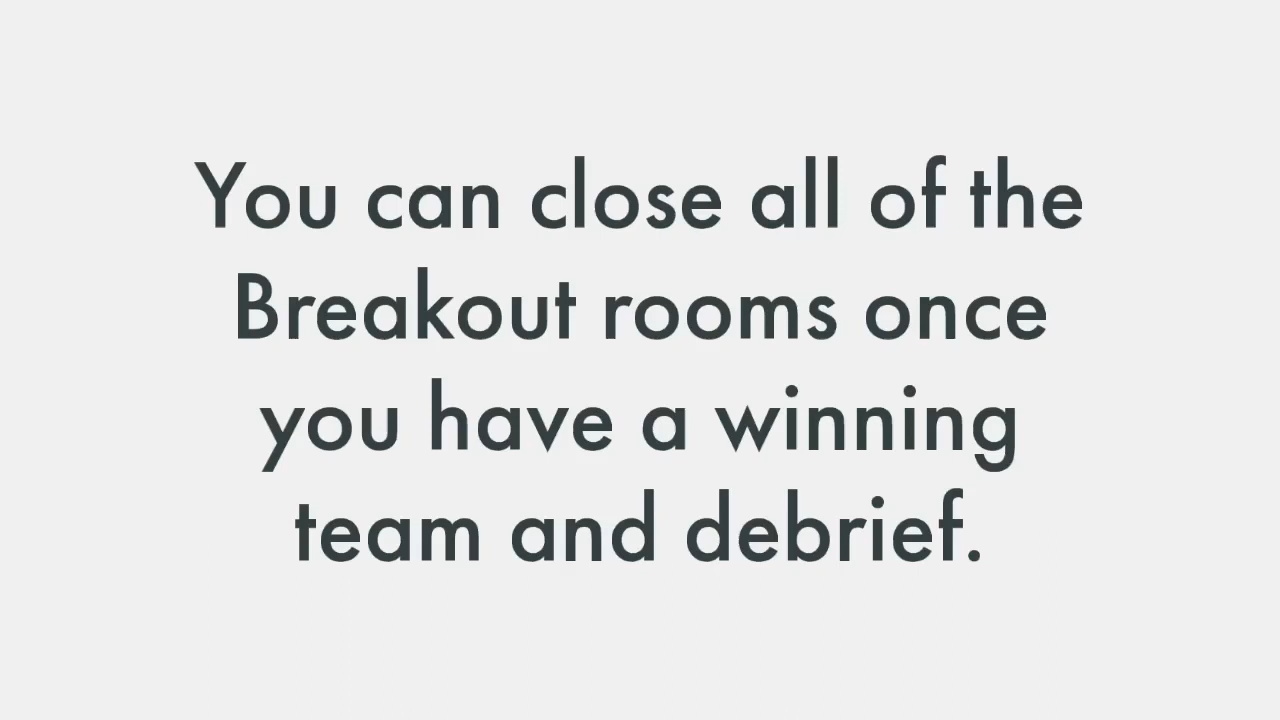 You can close all of the
Breakout rooms once
you have a winning
team and debrief.